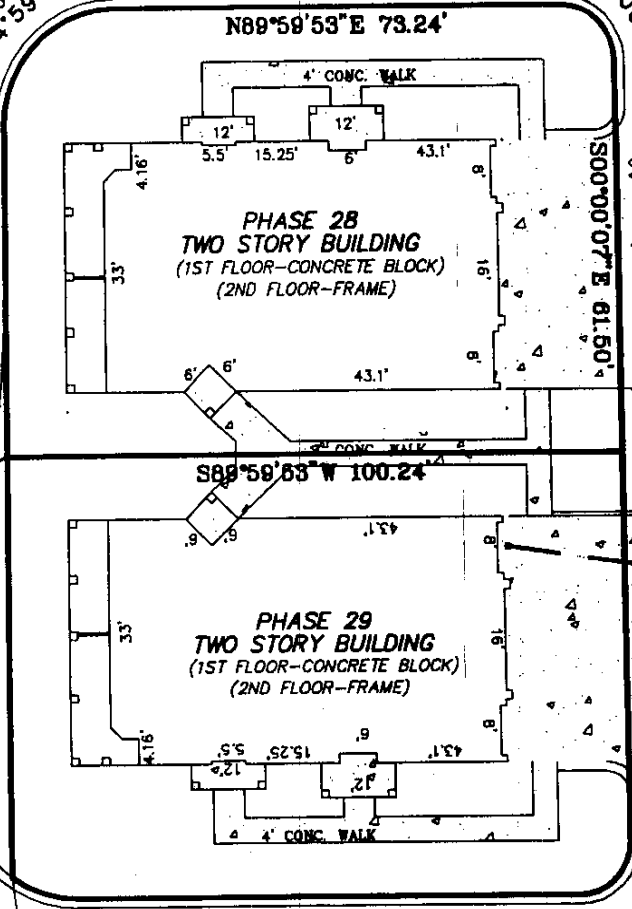 N89°59'53"E 73.24'
4' CONC. WALK
12'
12'
5.5'
15.25'
6'
43.1'
4.16'
8'
S00°00'07"E 61.50'
PHASE 28
TWO STORY BUILDING
(1ST FLOOR-CONCRETE BLOCK)
(2ND FLOOR-FRAME)
33'
16'
8'
6'
6'
43.1'
CONC. WALK
S89°59'53"W 100.24'
6'
6'
43.1'
8'
33'
PHASE 29
TWO STORY BUILDING
(1ST FLOOR-CONCRETE BLOCK)
(2ND FLOOR-FRAME)
16'
8'
4.16'
5.5'
15.25'
6'
43.1'
12'
12'
4' CONC. WALK